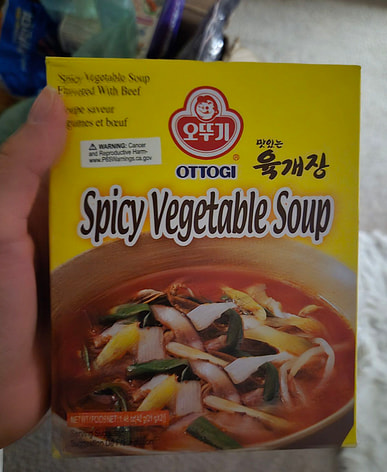 Spicy Vegetable Soup
Flavored With Beef
Soupe saveur
légumes et bœuf
⚠ WARNING: Cancer
and Reproductive Harm-
www.P65Warnings.ca.gov
오뚜기
OTTOGI®
맛있는
육개장
Spicy Vegetable Soup